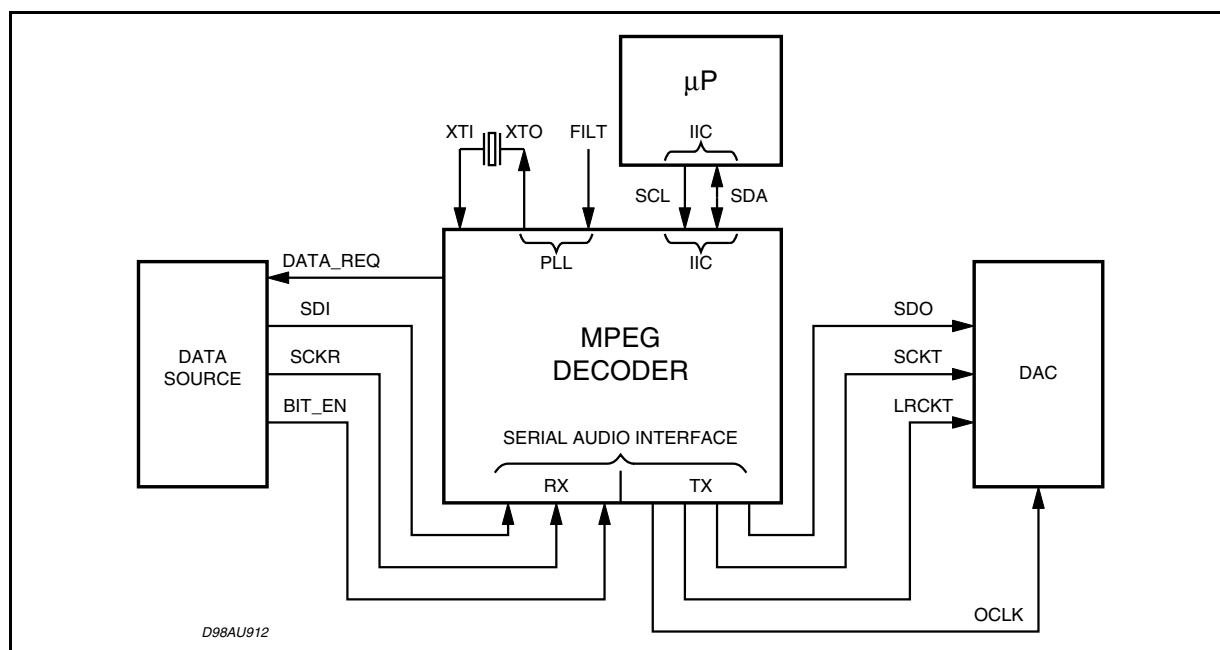 μP
XTI XTO FILT IIC
SCL SDA
PLL IIC
DATA_REQ
SDI SDO
SCKR SCKT
BIT_EN LRCKT
DATA
SOURCE
MPEG
DECODER
DAC
SERIAL AUDIO INTERFACE
RX TX
OCLK
D98AU912